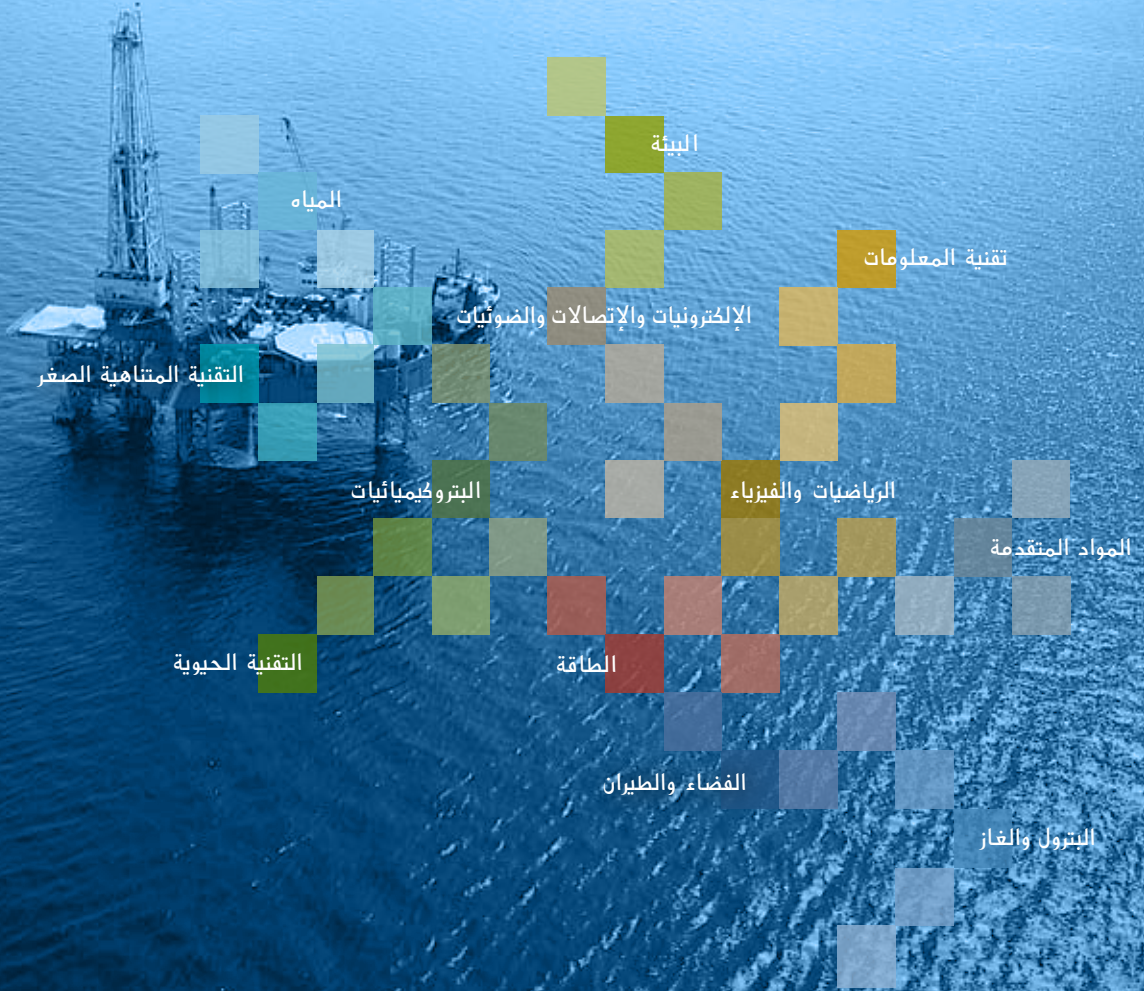 البيئة
المياه
تقنية المعلومات
الإلكترونيات والإتصالات والضوئيات
التقنية المتناهية الصغر
الرياضيات والفيزياء
البتروكيميائيات
المواد المتقدمة
الطاقة
التقنية الحيوية
الفضاء والطيران
البترول والغاز